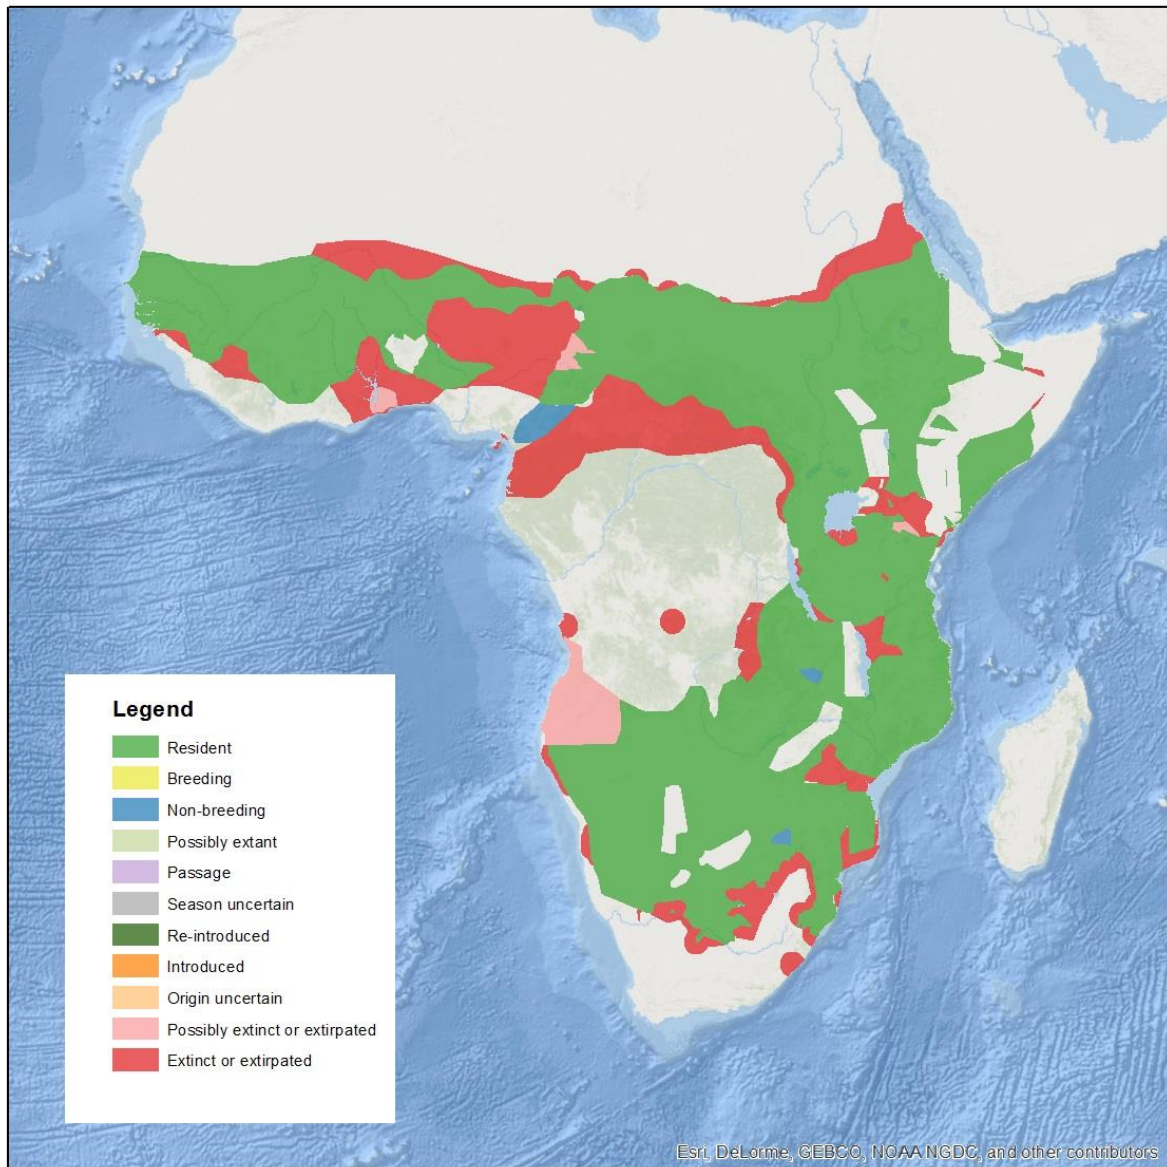 Legend
Resident
Breeding
Non-breeding
Possibly extant
Passage
Season uncertain
Re-introduced
Introduced
Origin uncertain
Possibly extinct or extirpated
Extinct or extirpated
Esri, DeLorme, GEBCO, NOAA NGDC, and other contributors